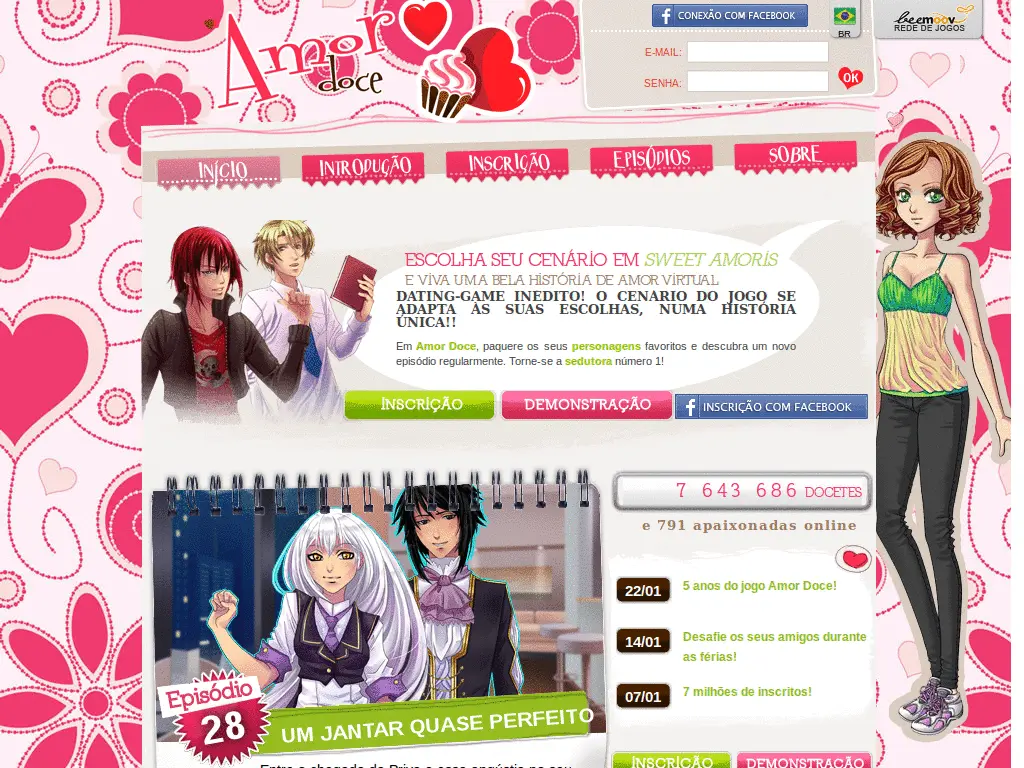 Amor
doce
CONEXÃO COM FACEBOOK
BR
beemoov
REDE DE JOGOS
E-MAIL:
SENHA:
OK
INÍCIO
INTRODUÇÃO
INSCRIÇÃO
EPISÓDIOS
SOBRE
ESCOLHA SEU CENÁRIO EM SWEET AMORIS
E VIVA UMA BELA HISTÓRIA DE AMOR VIRTUAL
DATING-GAME INEDITO! O CENARIO DO JOGO SE
ADAPTA ÀS SUAS ESCOLHAS, NUMA HISTÓRIA
ÚNICA!!
Em Amor Doce, paquere os seus personagens favoritos e descubra um novo
episódio regularmente. Torne-se a sedutora número 1!
INSCRIÇÃO
DEMONSTRAÇÃO
INSCRIÇÃO COM FACEBOOK
7 643 686 DOCETES
e 791 apaixonadas online
22/01
5 anos do jogo Amor Doce!
14/01
Desafie os seus amigos durante
as férias!
07/01
7 milhões de inscritos!
Episódio
28
UM JANTAR QUASE PERFEITO
INSCRIÇÃO
DEMONSTRAÇÃO